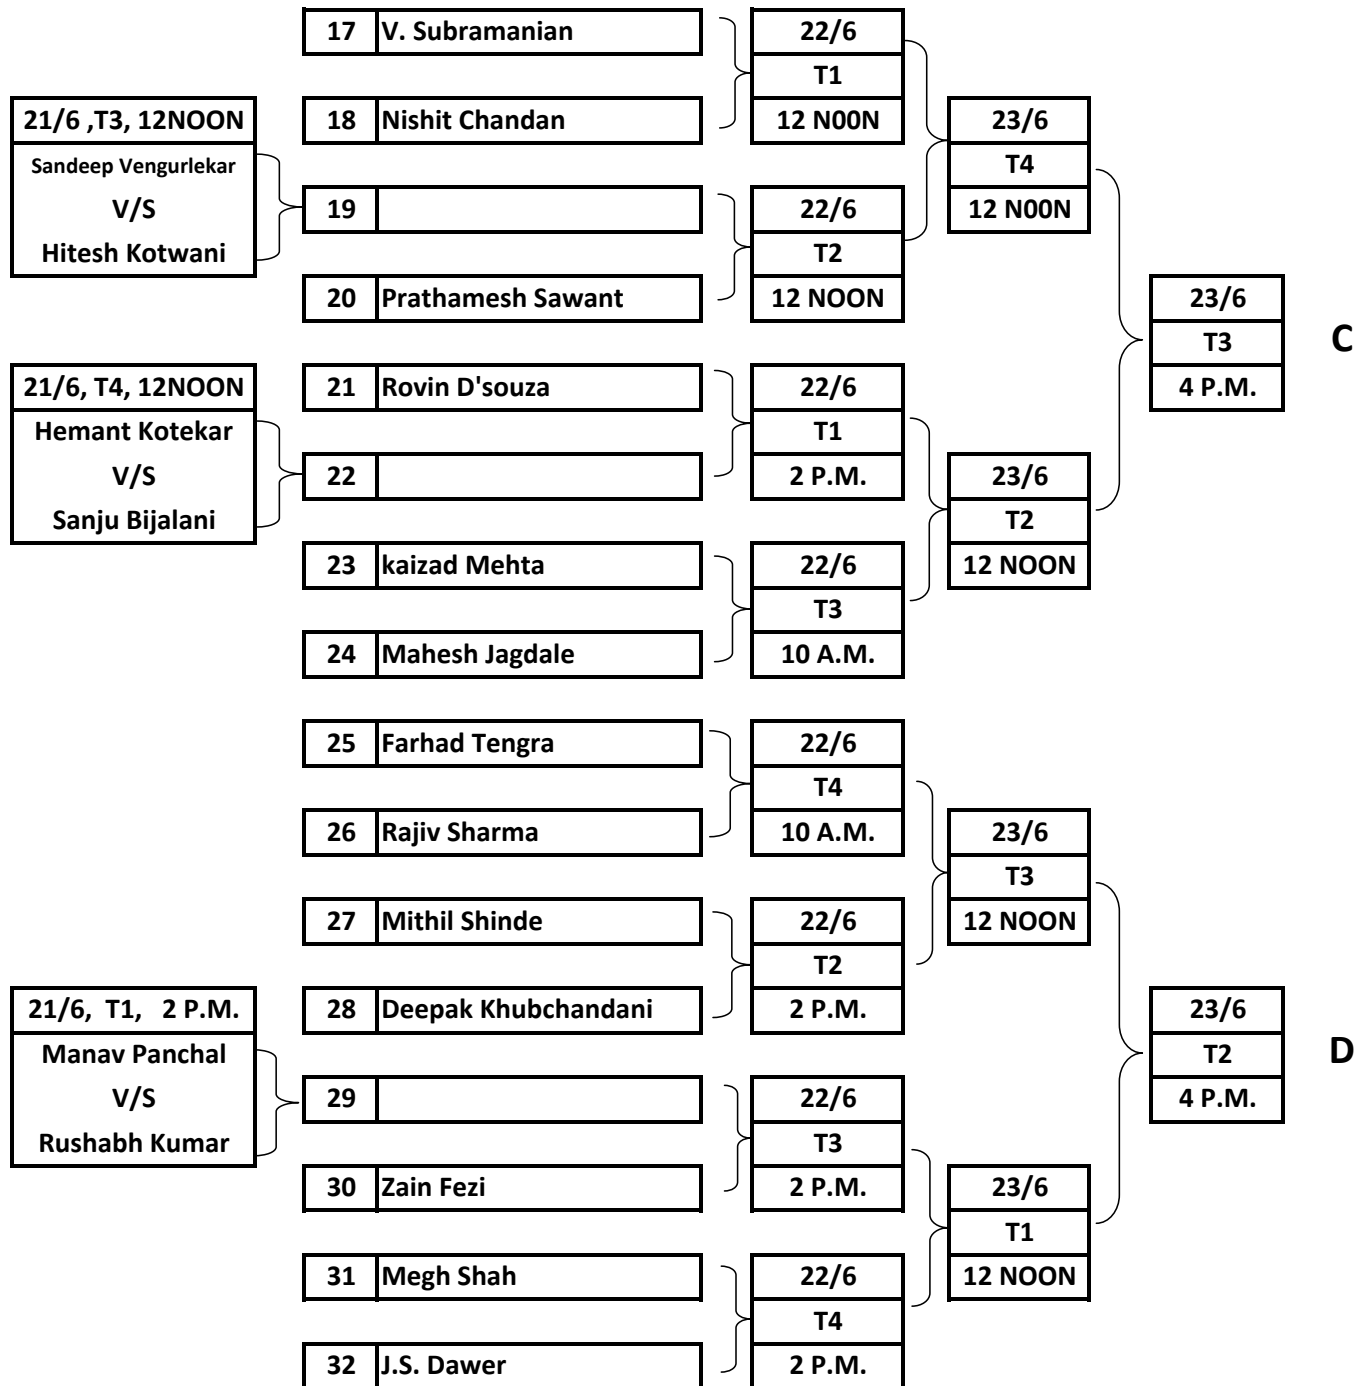 17 V. Subramanian 22/6
T1
21/6 ,T3, 12NOON 18 Nishit Chandan 12 N00N 23/6
Sandeep Vengurlekar T4
V/S 19 22/6 12 N00N
Hitesh Kotwani T2
20 Prathamesh Sawant 12 NOON 23/6
T3 C
21/6, T4, 12NOON 21 Rovin D'souza 22/6 4 P.M.
Hemant Kotekar T1
V/S 22 2 P.M. 23/6
Sanju Bijalani T2
23 kaizad Mehta 22/6 12 NOON
T3
24 Mahesh Jagdale 10 A.M.
25 Farhad Tengra 22/6
T4
26 Rajiv Sharma 10 A.M. 23/6
T3
27 Mithil Shinde 22/6 12 NOON
T2
21/6, T1, 2 P.M. 28 Deepak Khubchandani 2 P.M. 23/6
Manav Panchal T2 D
V/S 29 22/6 4 P.M.
Rushabh Kumar T3
30 Zain Fezi 2 P.M. 23/6
T1
31 Megh Shah 22/6 12 NOON
T4
32 J.S. Dawer 2 P.M.